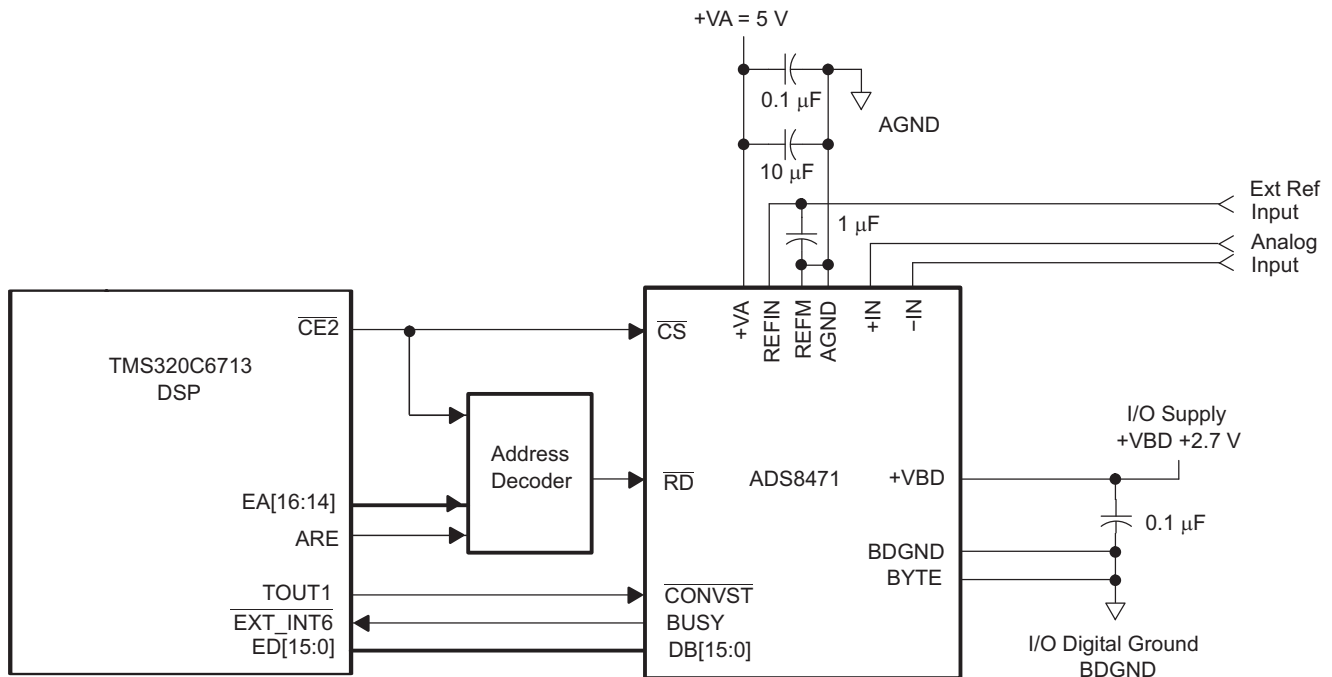 +VA = 5 V
0.1 μF
AGND
10 μF
Ext Ref
Input
1 μF
Analog
Input
+VA
REFIN
REFM
AGND
+IN
−IN
CE2
CS
TMS320C6713
DSP
I/O Supply
+VBD +2.7 V
Address
Decoder
RD
ADS8471
+VBD
EA[16:14]
0.1 μF
ARE
BDGND
BYTE
TOUT1
CONVST
EXT_INT6
BUSY
ED[15:0]
DB[15:0]
I/O Digital Ground
BDGND